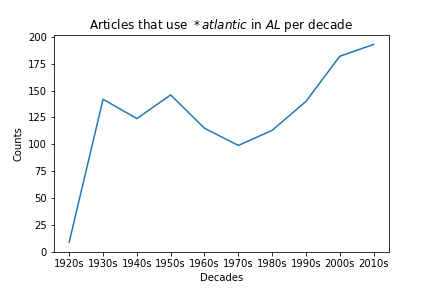 Articles that use *atlantic in AL per decade
200
175
150
125
100
75
50
25
0
Counts
1920s 1930s 1940s 1950s 1960s 1970s 1980s 1990s 2000s 2010s
Decades